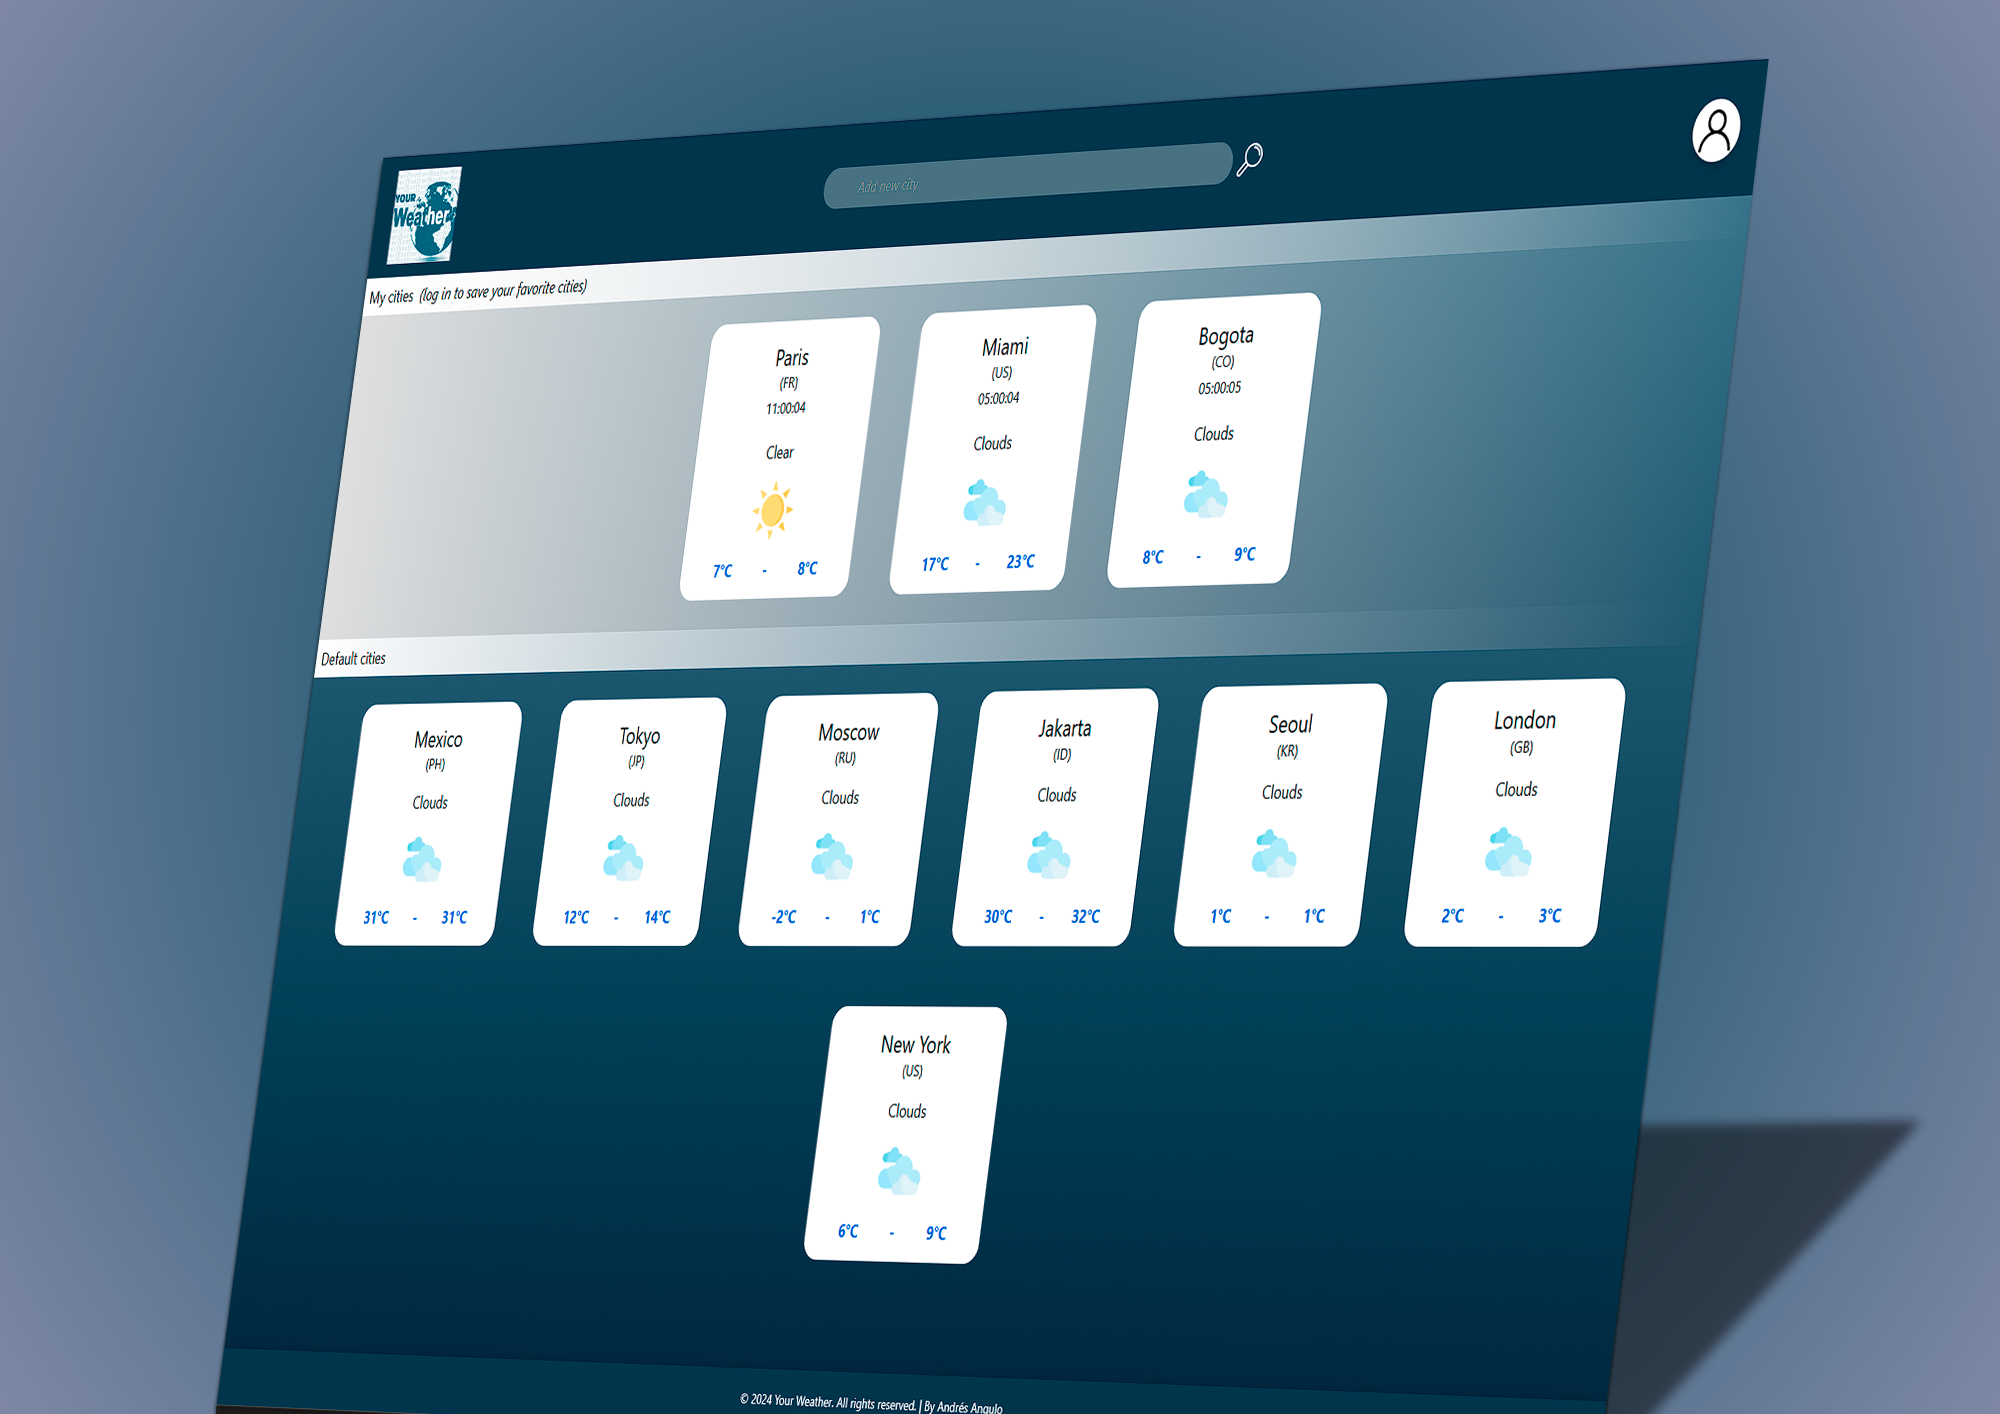 YOUR
Weather
Add new city
My cities (log in to save your favorite cities)
Paris
(FR)
11:00:04
Clear
7°C - 8°C
Miami
(US)
05:00:04
Clouds
17°C - 23°C
Bogota
(CO)
05:00:05
Clouds
8°C - 9°C
Default cities
Mexico
(PH)
Clouds
31°C - 31°C
Tokyo
(JP)
Clouds
12°C - 14°C
Moscow
(RU)
Clouds
-2°C - 1°C
Jakarta
(ID)
Clouds
30°C - 32°C
Seoul
(KR)
Clouds
1°C - 1°C
London
(GB)
Clouds
2°C - 3°C
New York
(US)
Clouds
6°C - 9°C
© 2024 Your Weather. All rights reserved. | By Andrés Angulo